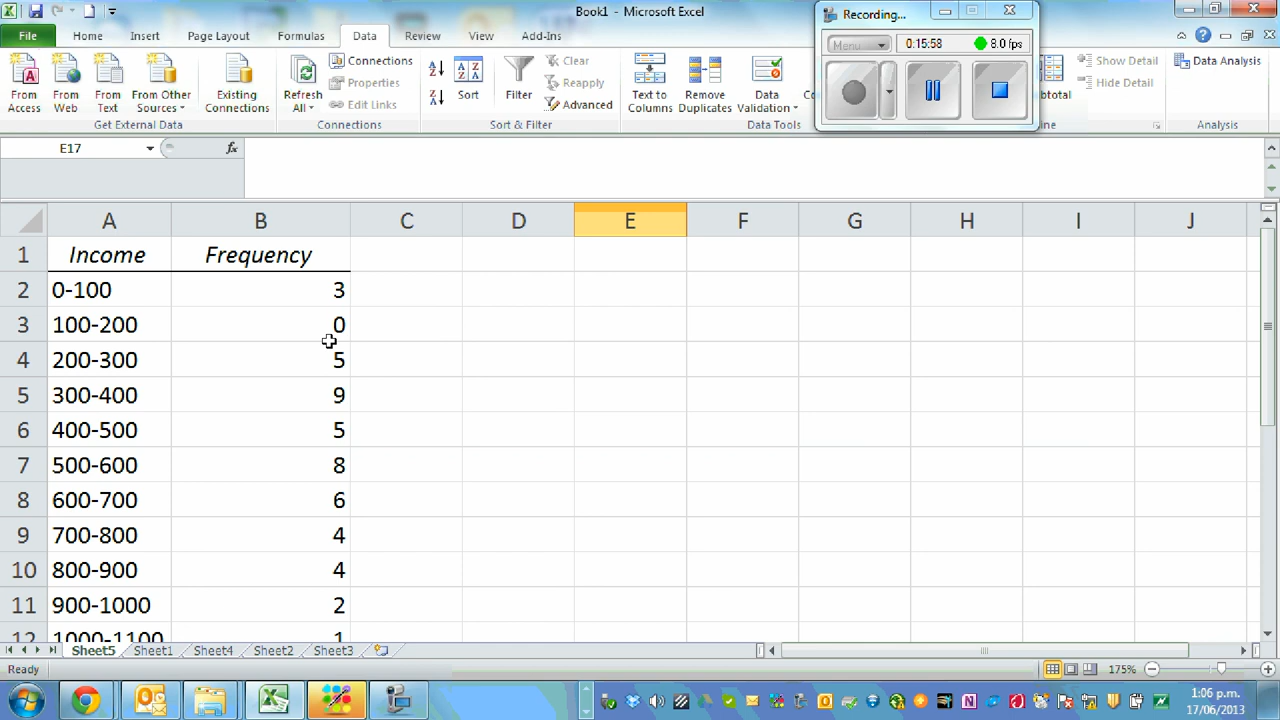 Book1 - Microsoft Excel
Recording...
File Home Insert Page Layout Formulas Data Review View Add-Ins
Menu 0:15:58 8.0 fps
From Access
From Web
From Text
From Other Sources
Existing Connections
Get External Data
Refresh All
Connections
Properties
Edit Links
Connections
Sort
Filter
Clear
Reapply
Advanced
Sort & Filter
Text to Columns
Remove Duplicates
Data Validation
Data Tools
Show Detail
Hide Detail
Data Analysis
Analysis
E17 fx
A B C D E F G H I J
1 Income Frequency
2 0-100 3
3 100-200 0
4 200-300 5
5 300-400 9
6 400-500 5
7 500-600 8
8 600-700 6
9 700-800 4
10 800-900 4
11 900-1000 2
12 1000-1100 1
Sheet5 Sheet1 Sheet4 Sheet2 Sheet3
Ready 175%
1:06 p.m.
17/06/2013